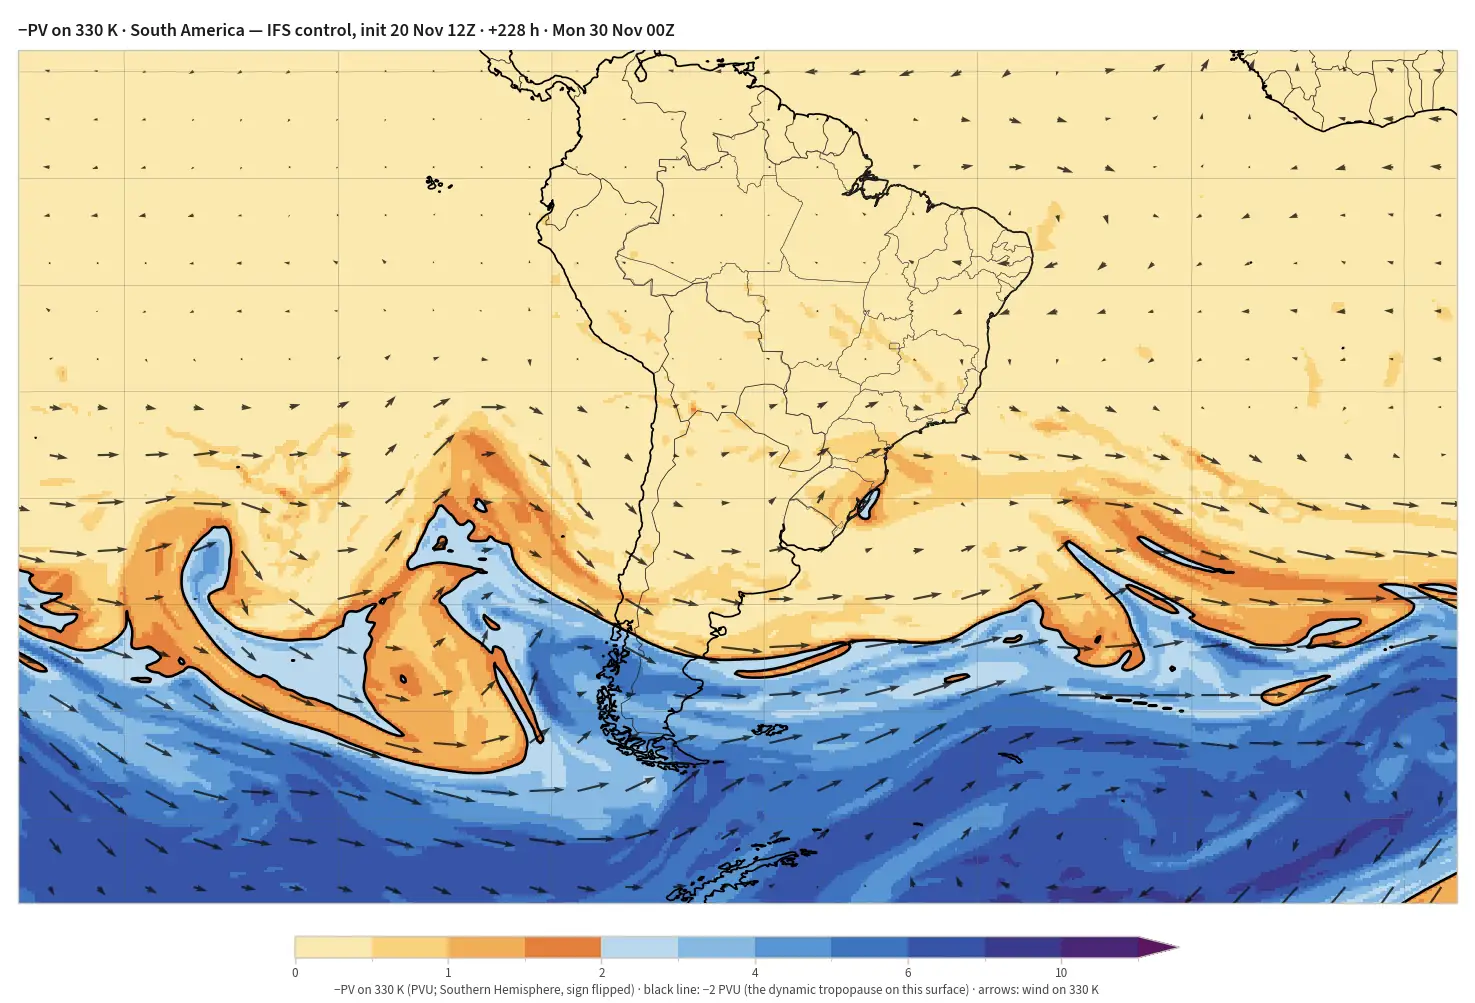 −PV on 330 K · South America — IFS control, init 20 Nov 12Z · +228 h · Mon 30 Nov 00Z
0 1 2 4 6 10
−PV on 330 K (PVU; Southern Hemisphere, sign flipped) · black line: −2 PVU (the dynamic tropopause on this surface) · arrows: wind on 330 K